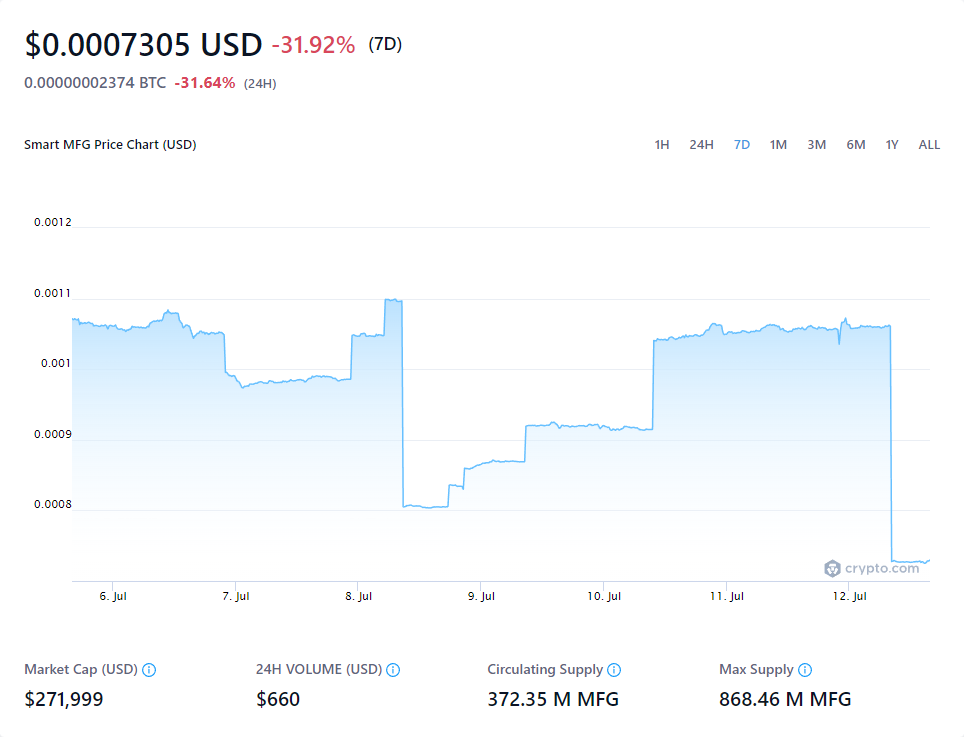 $0.0007305 USD -31.92% (7D)
0.00000002374 BTC -31.64% (24H)
Smart MFG Price Chart (USD) 1H 24H 7D 1M 3M 6M 1Y ALL
0.0012
0.0011
0.001
0.0009
0.0008
crypto.com
6. Jul 7. Jul 8. Jul 9. Jul 10. Jul 11. Jul 12. Jul
Market Cap (USD) 24H VOLUME (USD) Circulating Supply Max Supply
$271,999 $660 372.35 M MFG 868.46 M MFG